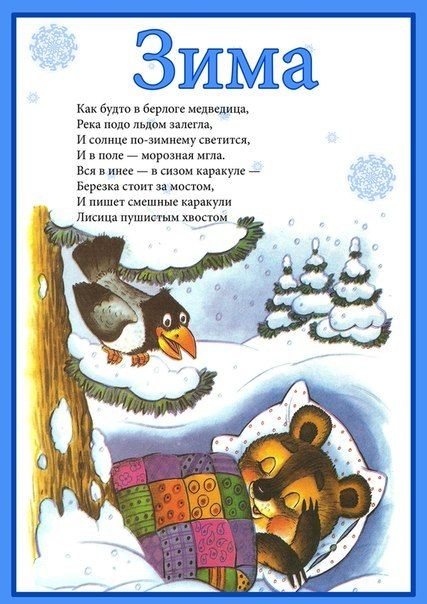 Зима
Как будто в берлоге медведица,
Река подо льдом залегла,
И солнце по-зимнему светится,
И в поле — морозная мгла.
Вся в инее — в сизом каракуле —
Березка стоит за мостом,
И пишет смешные каракули
Лисица пушистым хвостом